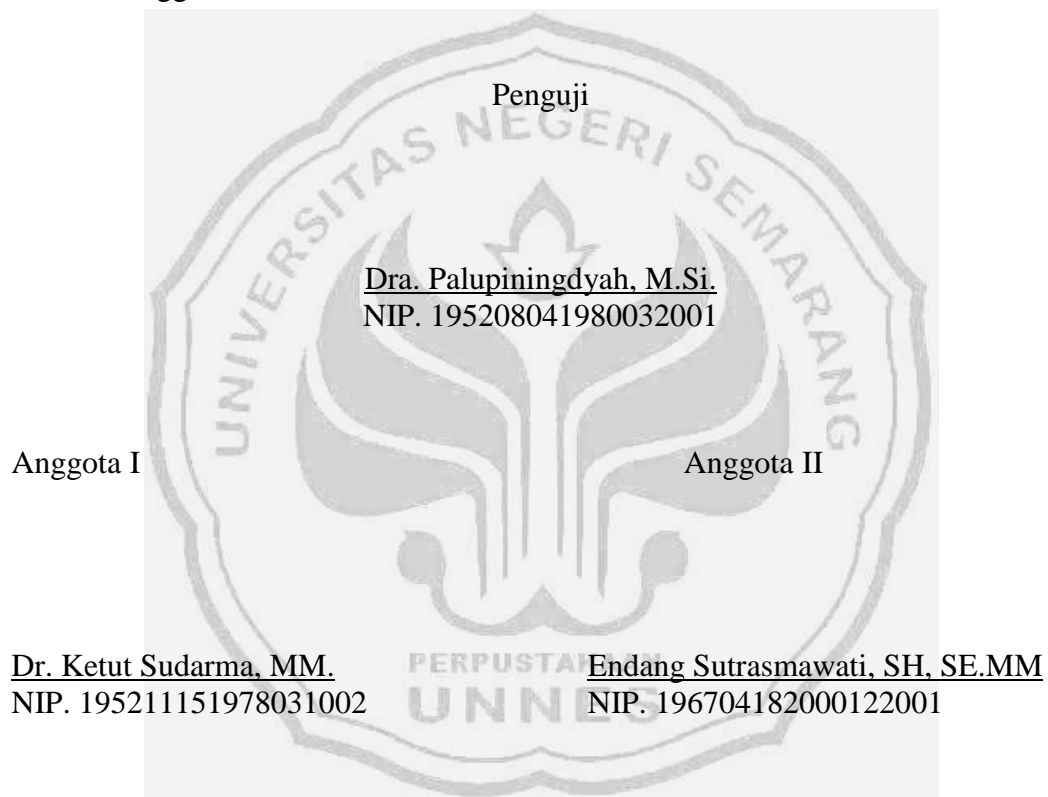 Penguji
UNIVERSITAS NEGERI SEMARANG
Dra. Palupiningdyah, M.Si.
NIP. 195208041980032001
Anggota I
Anggota II
Dr. Ketut Sudarma, MM.
NIP. 195211151978031002
Endang Sutrasmawati, SH, SE.MM
NIP. 196704182000122001
PERPUSTAKAAN
UNNES